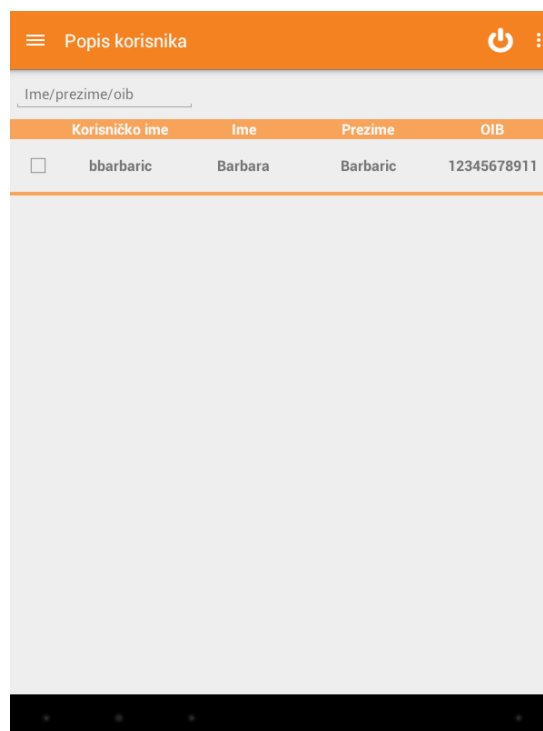 Popis korisnika
Ime/prezime/oib
Korisničko ime Ime Prezime OIB
bbarbaric Barbara Barbaric 12345678911